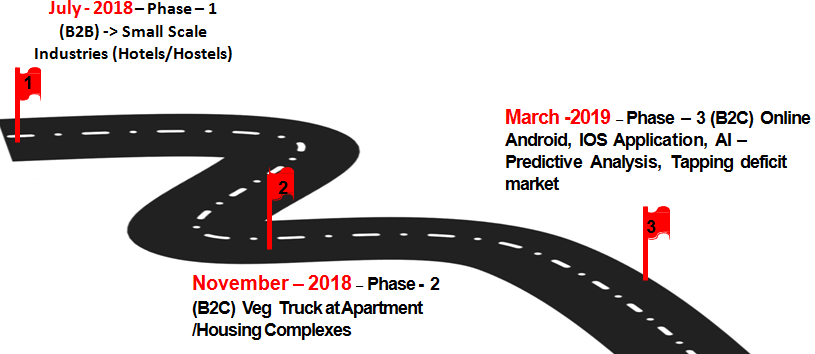 July - 2018 – Phase – 1
(B2B) -> Small Scale
Industries (Hotels/Hostels)
1
March -2019 – Phase – 3 (B2C) Online
Android, IOS Application, AI –
Predictive Analysis, Tapping deficit
market
2
3
November – 2018 – Phase - 2
(B2C) Veg Truck at Apartment
/Housing Complexes